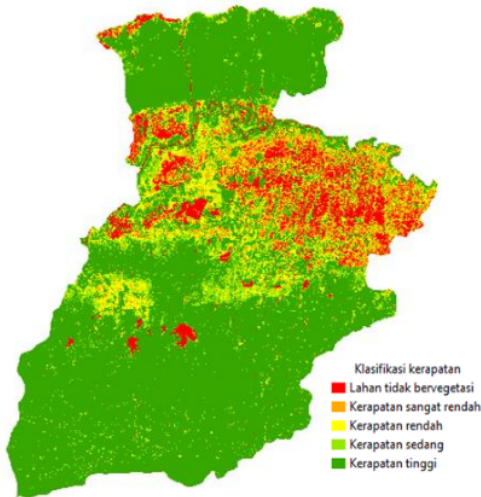 Klasifikasi kerapatan
Lahan tidak bervegetasi
Kerapatan sangat rendah
Kerapatan rendah
Kerapatan sedang
Kerapatan tinggi